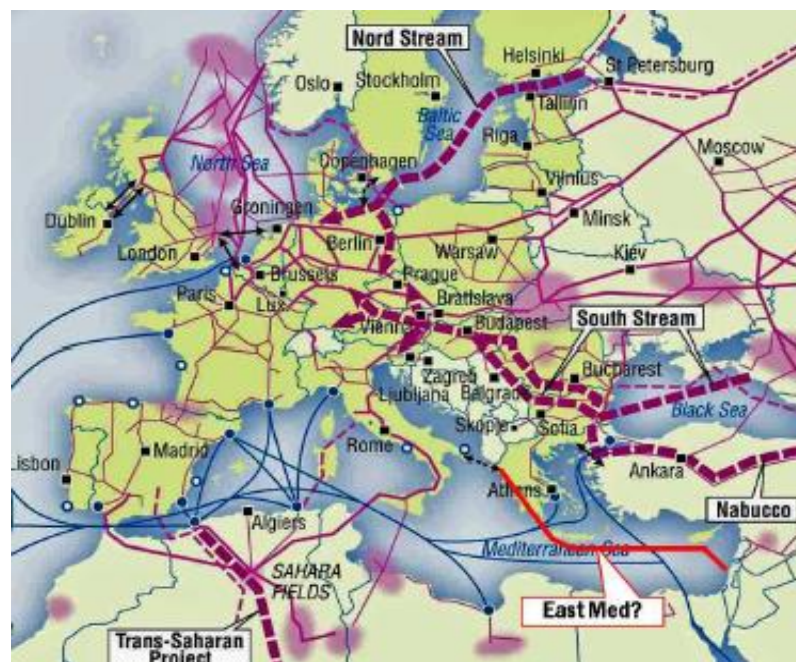 Nord Stream
Helsinki
St Petersburg
Oslo
Stockholm
Tallinn
Baltic
Sea
Riga
Moscow
North Sea
Copenhagen
Vilnius
Dublin
Groningen
Minsk
London
Berlin
Warsaw
Kiev
Brussels
Prague
Paris
Lux.
Bratislava
Vienna
Budapest
South Stream
Zagreb
Bucharest
Ljubljana
Belgrade
Black Sea
Skopje
Sofia
Madrid
Rome
Lisbon
Ankara
Athens
Nabucco
Algiers
Mediterranean Sea
SAHARA
FIELDS
East Med?
Trans-Saharan
Project